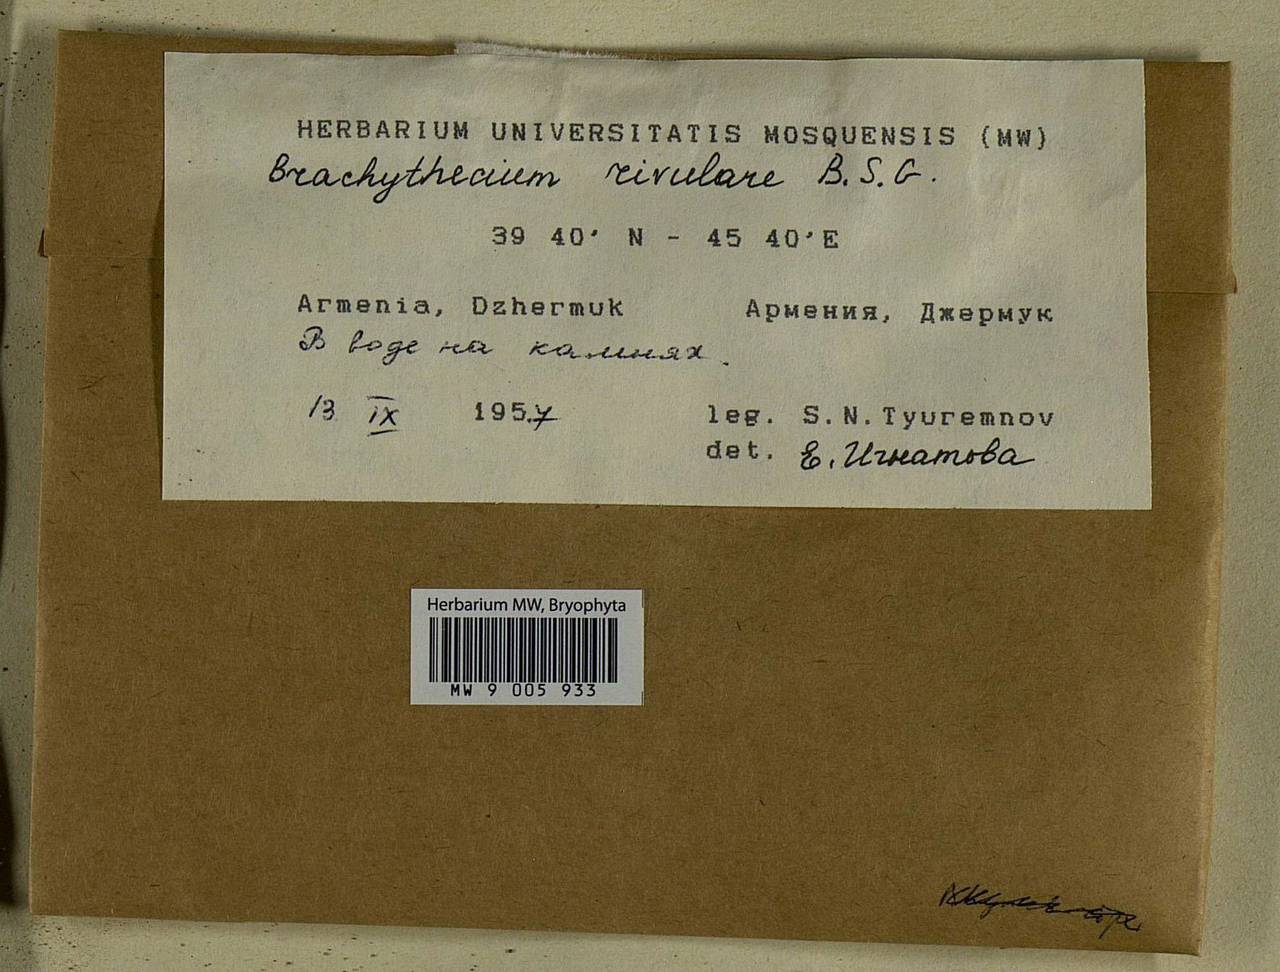 HERBARIUM UNIVERSITATIS MOSQUENSIS (MW)
Brachythecium rivulare B.S.G.
39 40' N - 45 40'E
Armenia, Dzhermuk Армения, Джермук
В воде на камнях.
13 IX 1957 leg. S.N.Tyuremnov
det. Е. Игнатова
Herbarium MW, Bryophyta
MW 9 005 933